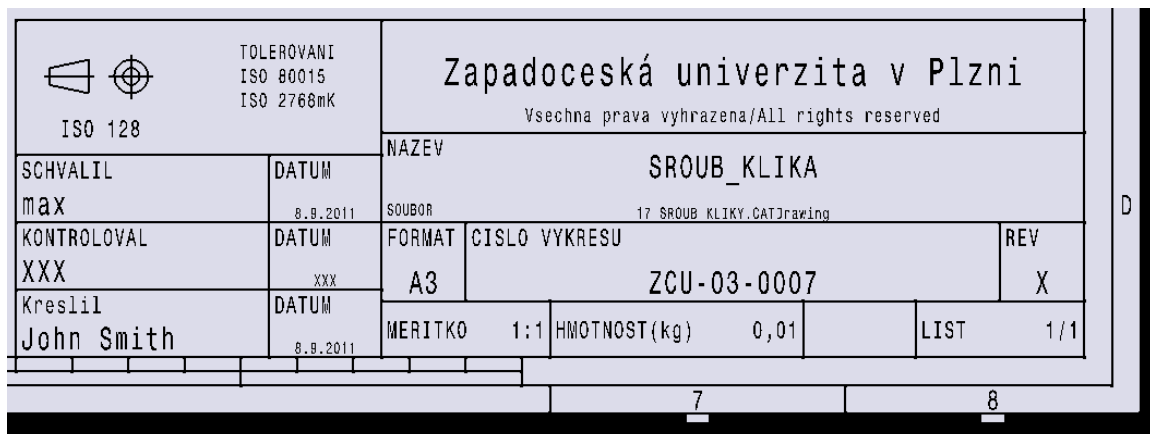 TOLEROVANI
ISO 80015
ISO 2768mK
ISO 128
Zapadoceská univerzita v Plzni
Vsechna prava vyhrazena/All rights reserved
NAZEV
SROUB_KLIKA
SOUBOR
17 SROUB KLIKY.CATDrawing
SCHVALIL
max
DATUM
8.9.2011
KONTROLOVAL
XXX
DATUM
XXX
Kreslil
John Smith
DATUM
8.9.2011
FORMAT
A3
CISLO VYKRESU
ZCU-03-0007
REV
X
MERITKO 1:1
HMOTNOST(kg) 0,01
LIST 1/1
D
7
8